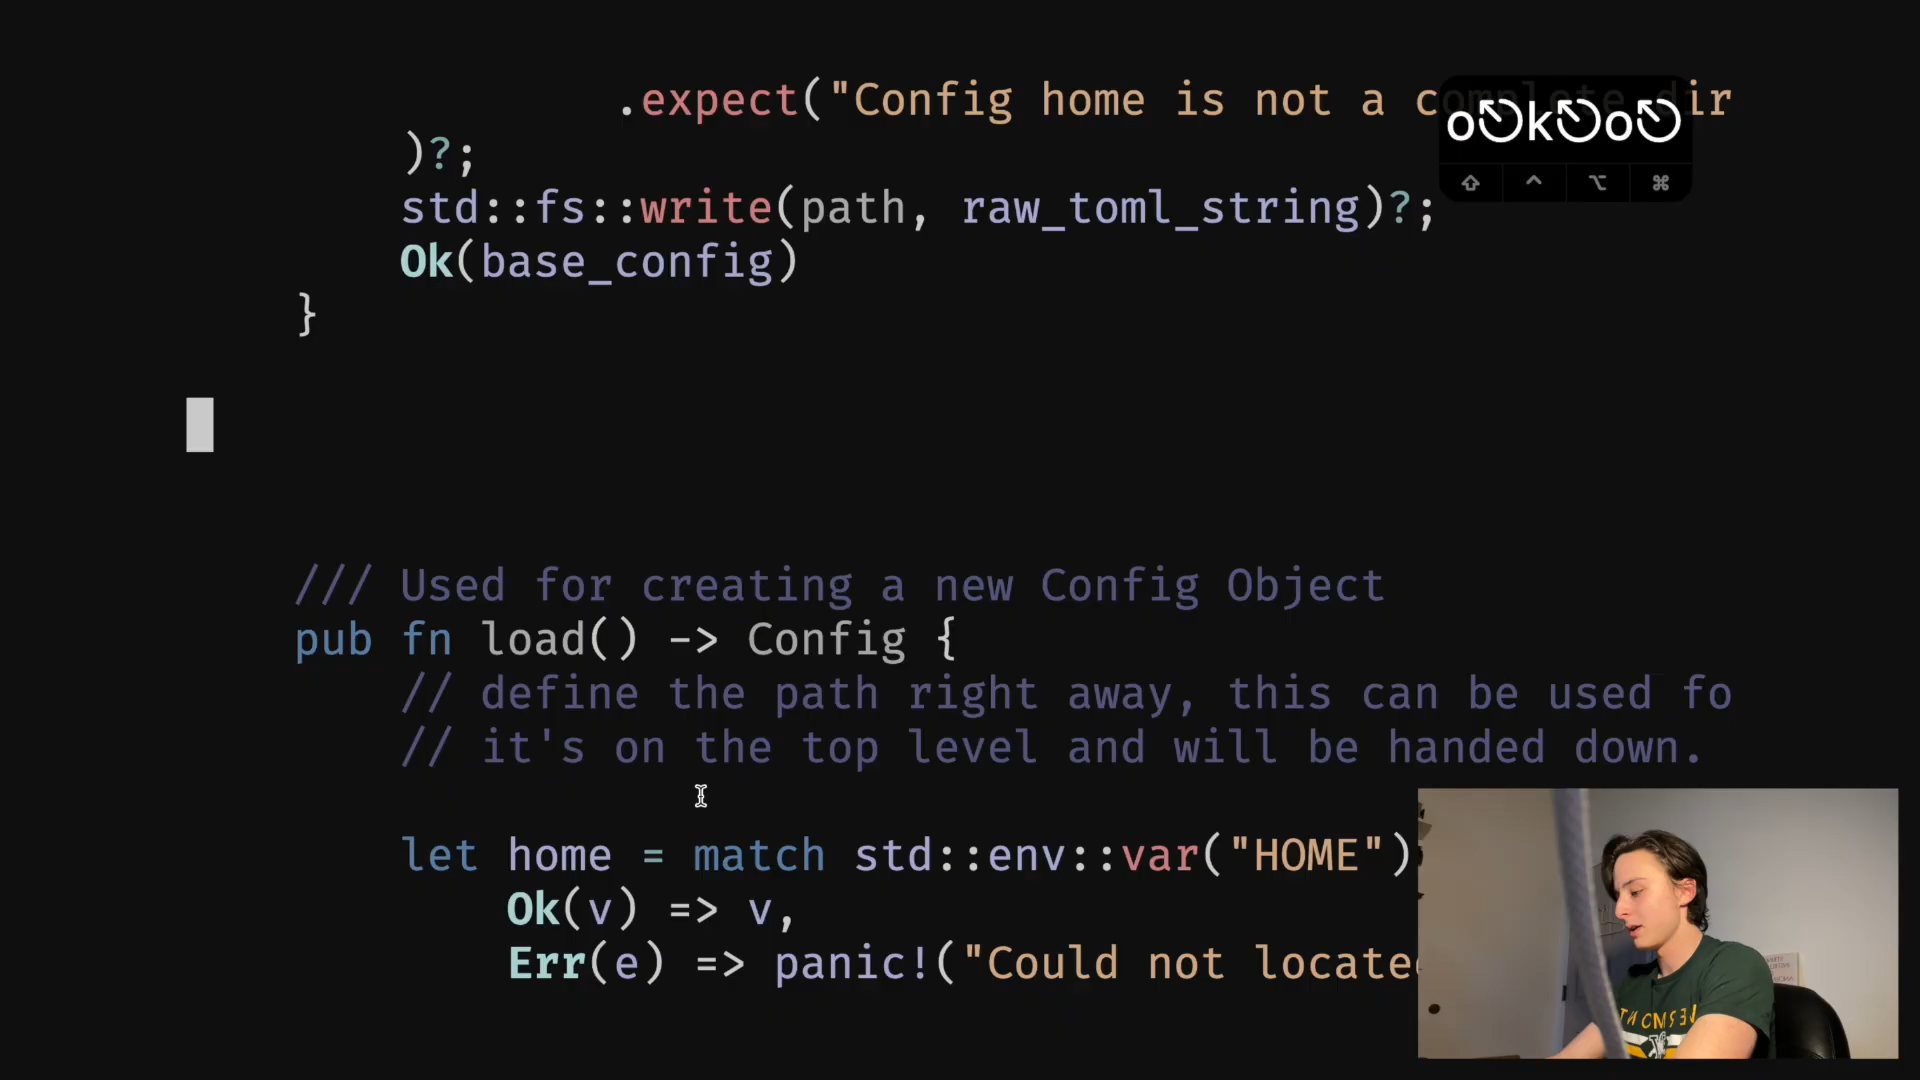 .expect("Config home is not a complete dir
)?;
std::fs::write(path, raw_toml_string)?;
Ok(base_config)
}
o⎋k⎋o⎋
⇧ ⌃ ⌥ ⌘
/// Used for creating a new Config Object
pub fn load() -> Config {
// define the path right away, this can be used fo
// it's on the top level and will be handed down.
let home = match std::env::var("HOME")
Ok(v) => v,
Err(e) => panic!("Could not locate